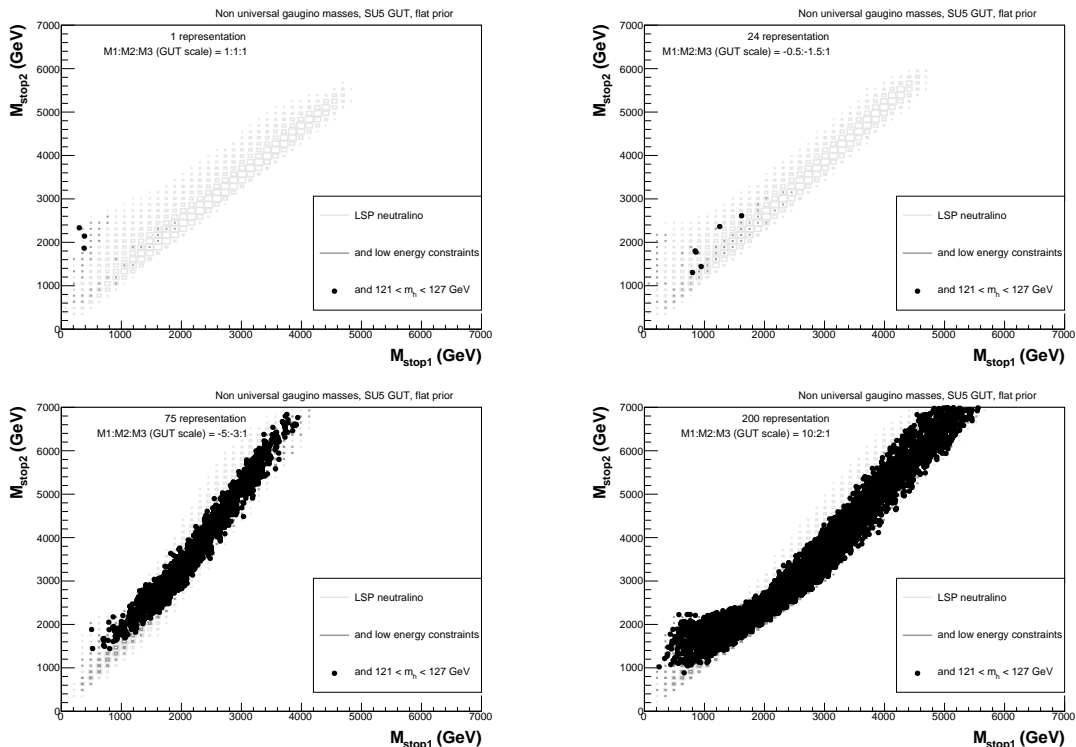 Non universal gaugino masses, SU5 GUT, flat prior
1 representation
M1:M2:M3 (GUT scale) = 1:1:1
M_stop2 (GeV)
7000
6000
5000
4000
3000
2000
1000
0
LSP neutralino
and low energy constraints
and 121 < m_h < 127 GeV
0 1000 2000 3000 4000 5000 6000 7000
M_stop1 (GeV)
Non universal gaugino masses, SU5 GUT, flat prior
24 representation
M1:M2:M3 (GUT scale) = -0.5:-1.5:1
M_stop2 (GeV)
7000
6000
5000
4000
3000
2000
1000
0
LSP neutralino
and low energy constraints
and 121 < m_h < 127 GeV
0 1000 2000 3000 4000 5000 6000 7000
M_stop1 (GeV)
Non universal gaugino masses, SU5 GUT, flat prior
75 representation
M1:M2:M3 (GUT scale) = -5:-3:1
M_stop2 (GeV)
7000
6000
5000
4000
3000
2000
1000
0
LSP neutralino
and low energy constraints
and 121 < m_h < 127 GeV
0 1000 2000 3000 4000 5000 6000 7000
M_stop1 (GeV)
Non universal gaugino masses, SU5 GUT, flat prior
200 representation
M1:M2:M3 (GUT scale) = 10:2:1
M_stop2 (GeV)
7000
6000
5000
4000
3000
2000
1000
0
LSP neutralino
and low energy constraints
and 121 < m_h < 127 GeV
0 1000 2000 3000 4000 5000 6000 7000
M_stop1 (GeV)